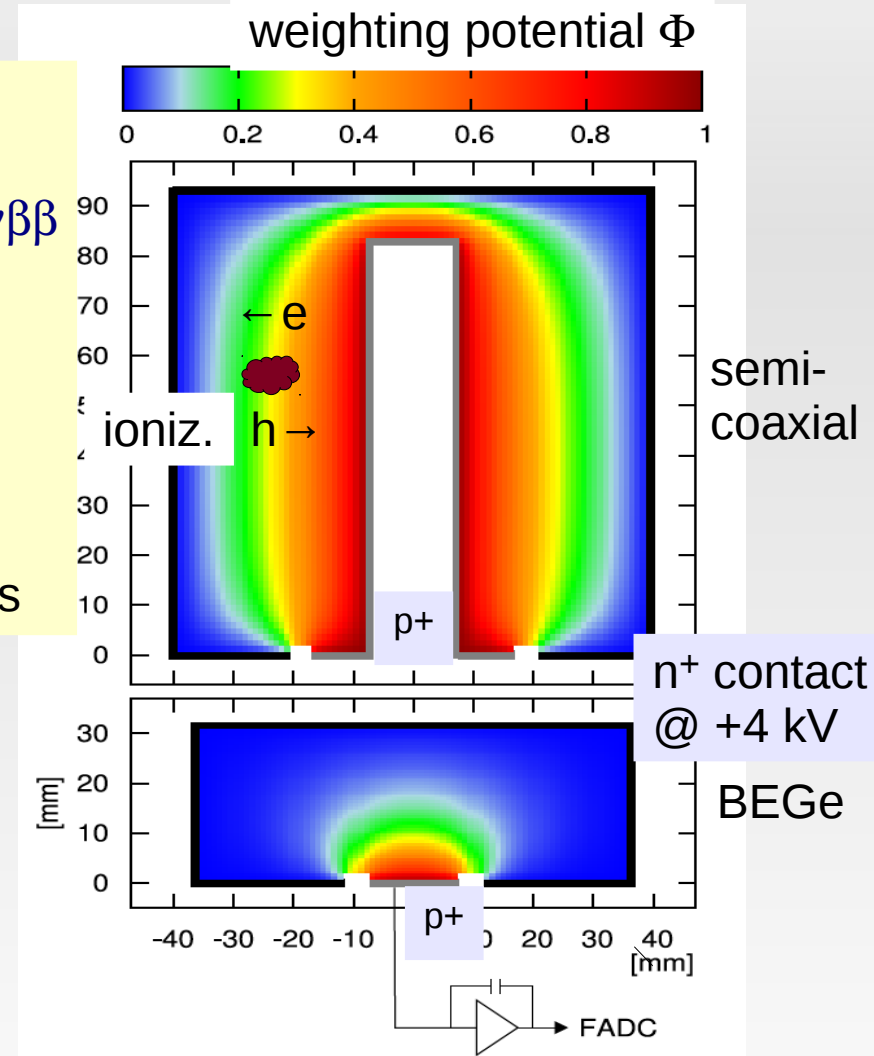 weighting potential Φ
0 0.2 0.4 0.6 0.8 1
ββ
90
80
70
← e
60
semi-
coaxial
ioniz. h →
30
20
s
10
p+
0
n⁺ contact
@ +4 kV
30
20
BEGe
[mm]
10
0
p+
-40 -30 -20 -10 20 30 40
[mm]
FADC